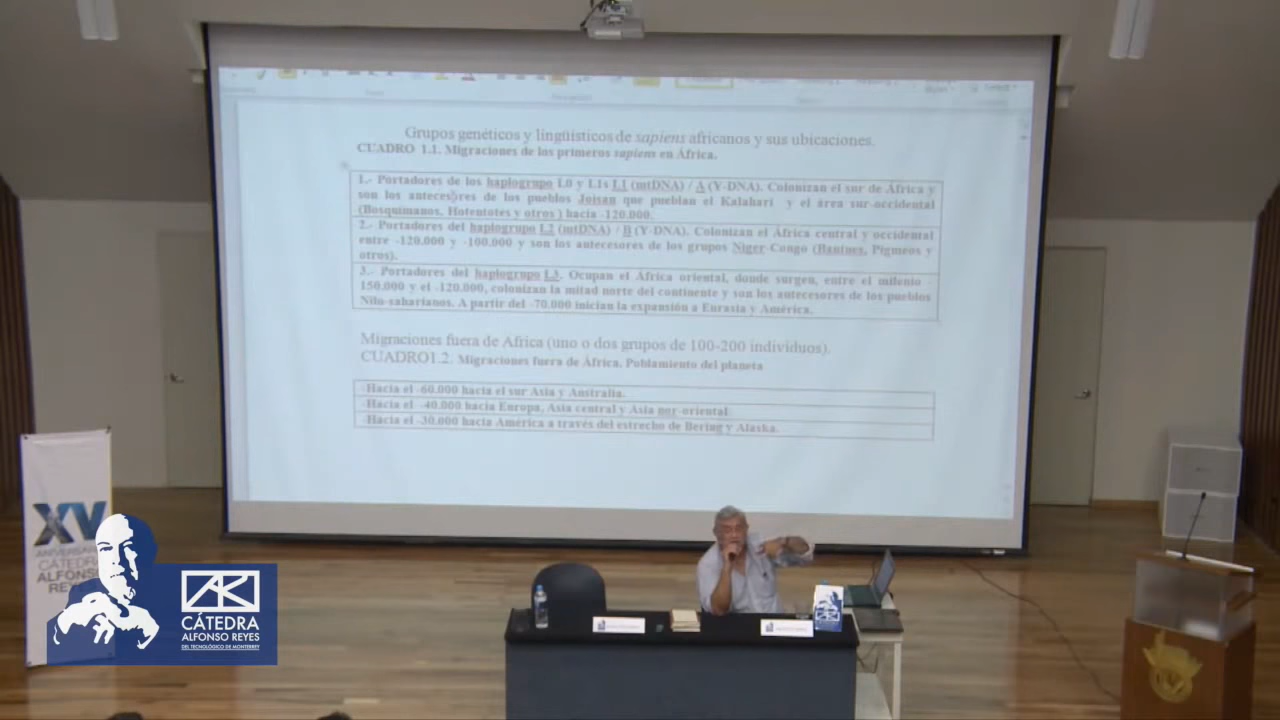 Grupos genéticos y lingüísticos de sapiens africanos y sus ubicaciones.
CUADRO 1.1. Migraciones de los primeros sapiens en África.
1.- Portadores de los haplogrupo L0 y L1s L1 (mtDNA) / A (Y-DNA). Colonizan el sur de África y
son los antecesores de los pueblos Joisan que pueblan el Kalahari y el área sur-occidental
(Bosquimanos, Hotentotes y otros ) hacia -120.000.
2.- Portadores del haplogrupo L2 (mtDNA) / B (Y-DNA). Colonizan el África central y occidental
entre -120.000 y -100.000 y son los antecesores de los grupos Niger-Congo (Bantues, Pigmeos y
otros).
3.- Portadores del haplogrupo L3. Ocupan el África oriental, donde surgen, entre el milenio -
150.000 y el -120.000, colonizan la mitad norte del continente y son los antecesores de los pueblos
Nilo-saharianos. A partir del -70.000 inician la expansión a Eurasia y América.
Migraciones fuera de Africa (uno o dos grupos de 100-200 individuos).
CUADRO1.2. Migraciones fuera de África. Poblamiento del planeta
-Hacia el -60.000 hacia el sur Asia y Australia.
-Hacia el -40.000 hacia Europa, Asia central y Asia nor-oriental.
-Hacia el -30.000 hacia América a través del estrecho de Bering y Alaska.
XV
ANIVERSARIO
CÁTEDRA
ALFONSO
REYES
CÁTEDRA
ALFONSO REYES
DEL TECNOLÓGICO DE MONTERREY